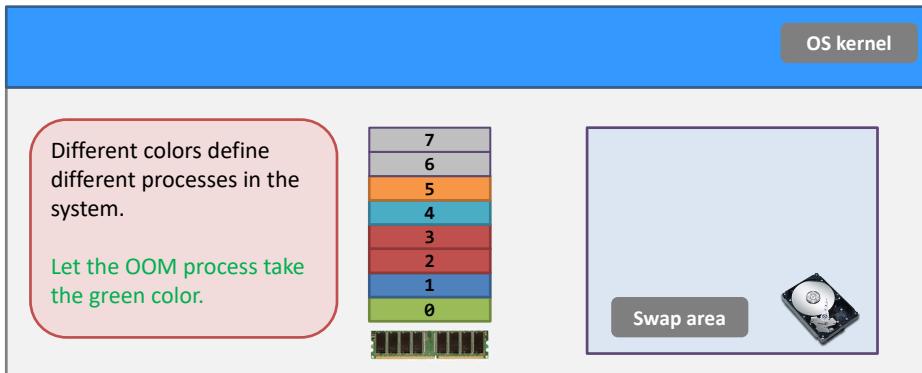 OS kernel
Different colors define
different processes in the
system.
Let the OOM process take
the green color.
7
6
5
4
3
2
1
0
Swap area